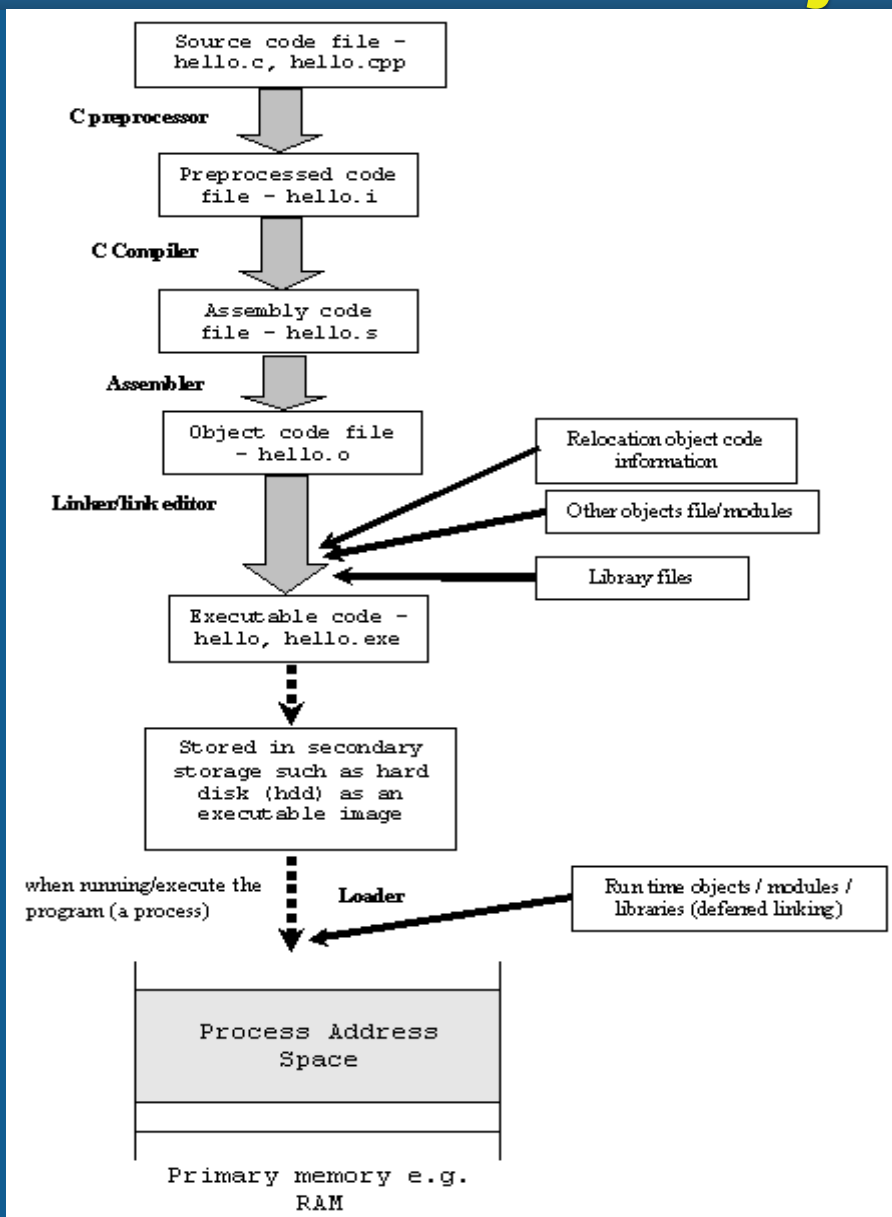 Source code file –
hello.c, hello.cpp
C preprocessor
Preprocessed code
file – hello.i
C Compiler
Assembly code
file – hello.s
Assembler
Object code file
– hello.o
Linker/link editor
Relocation object code
information
Other objects file/modules
Library files
Executable code –
hello, hello.exe
Stored in secondary
storage such as hard
disk (hdd) as an
executable image
when running/execute the
program (a process)
Loader
Run time objects / modules /
libraries (deferred linking)
Process Address
Space
Primary memory e.g.
RAM